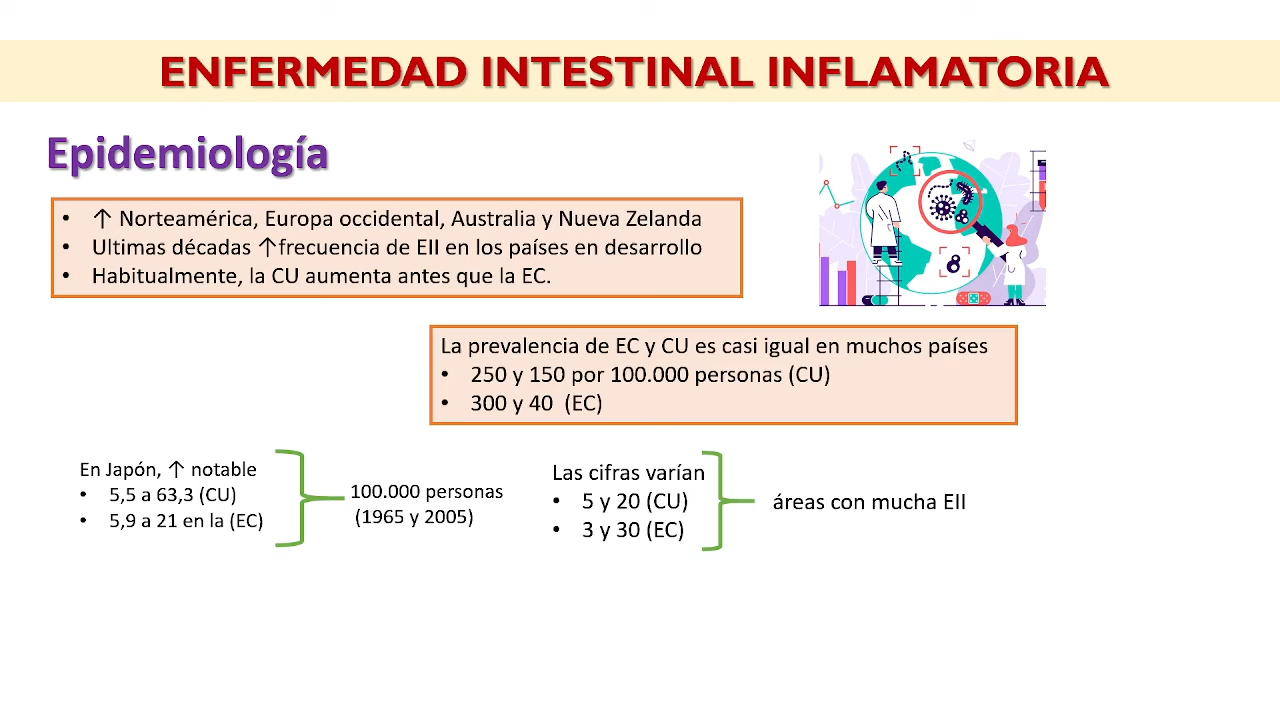 ENFERMEDAD INTESTINAL INFLAMATORIA
Epidemiología
• ↑ Norteamérica, Europa occidental, Australia y Nueva Zelanda
• Ultimas décadas ↑frecuencia de EII en los países en desarrollo
• Habitualmente, la CU aumenta antes que la EC.
La prevalencia de EC y CU es casi igual en muchos países
• 250 y 150 por 100.000 personas (CU)
• 300 y 40 (EC)
En Japón, ↑ notable
• 5,5 a 63,3 (CU)
• 5,9 a 21 en la (EC)
100.000 personas
(1965 y 2005)
Las cifras varían
• 5 y 20 (CU)
• 3 y 30 (EC)
áreas con mucha EII